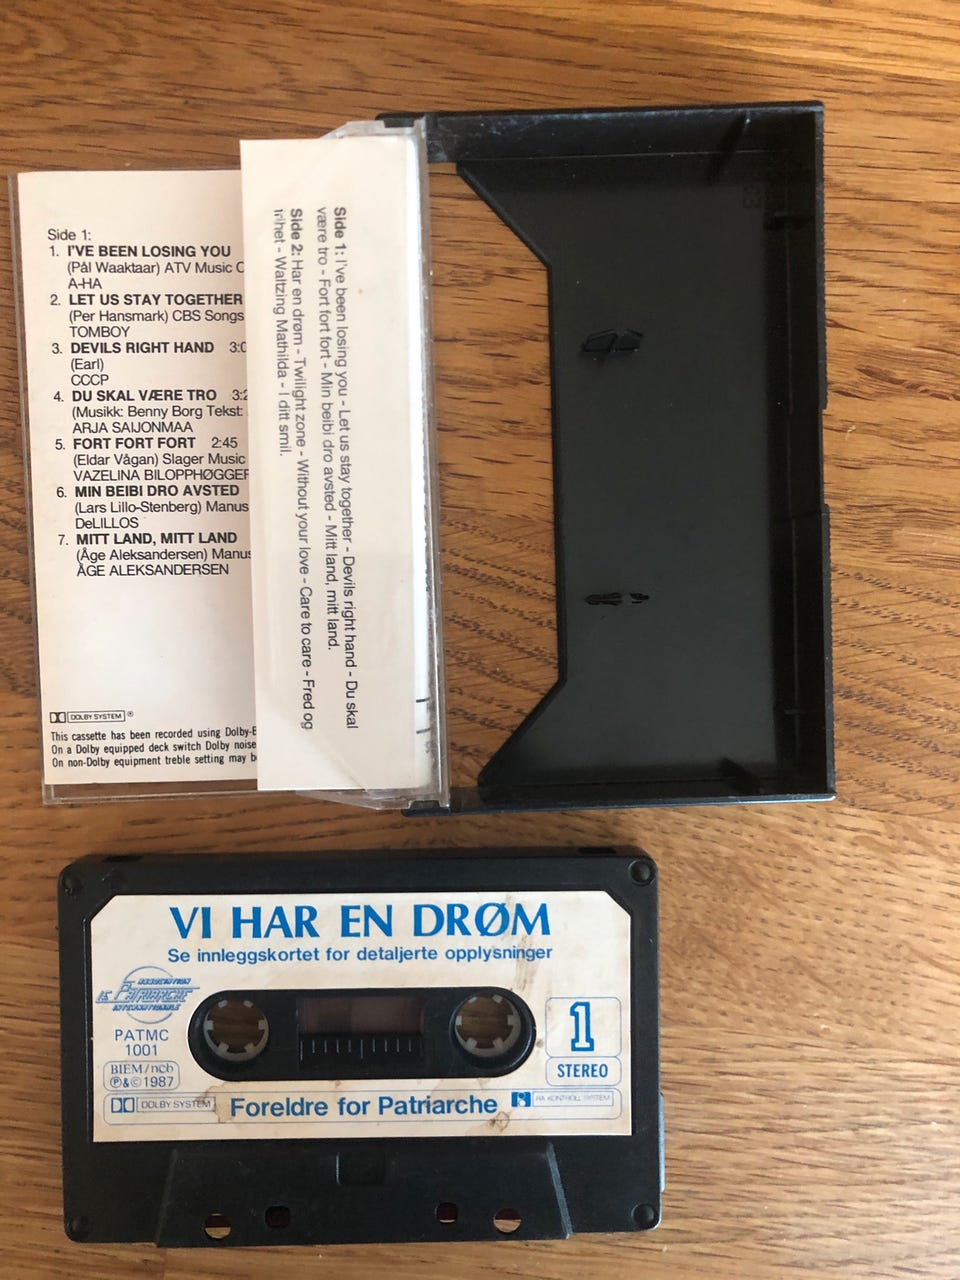 Side 1:
1. I'VE BEEN LOSING YOU
(Pål Waaktaar) ATV Music
A-HA
2. LET US STAY TOGETHER
(Per Hansmark) CBS Songs
TOMBOY
3. DEVILS RIGHT HAND
(Earl)
CCCP
4. DU SKAL VÆRE TRO
(Musikk: Benny Borg Tekst:
ARJA SAIJONMAA
5. FORT FORT FORT 2:45
(Eldar Vågan) Slager Music
VAZELINA BILOPPHØGGER
6. MIN BEIBI DRO AVSTED
(Lars Lillo-Stenberg) Manus
DeLILLOS
7. MITT LAND, MITT LAND
(Åge Aleksandersen) Manus
ÅGE ALEKSANDERSEN
DOLBY SYSTEM ®
This cassette has been recorded using Dolby-
On a Dolby equipped deck switch Dolby noise
On non-Dolby equipment treble setting may
Side 1: I've been losing you - Let us stay together - Devils right hand - Du skal
være tro - Fort fort fort - Min beibi dro avsted - Mitt land, mitt land.
Side 2: Har en drøm - Twilight zone - Without your love - Care to care - Fred og
frihet - Waltzing Mathilda - I ditt smil.
VI HAR EN DRØM
Se innleggskortet for detaljerte opplysninger
ASSOCIATION
LE PATRIARCHE
INTERNATIONALE
PATMC
1001
BIEM/ncb
℗&© 1987
DOLBY SYSTEM
1
STEREO
Foreldre for Patriarche